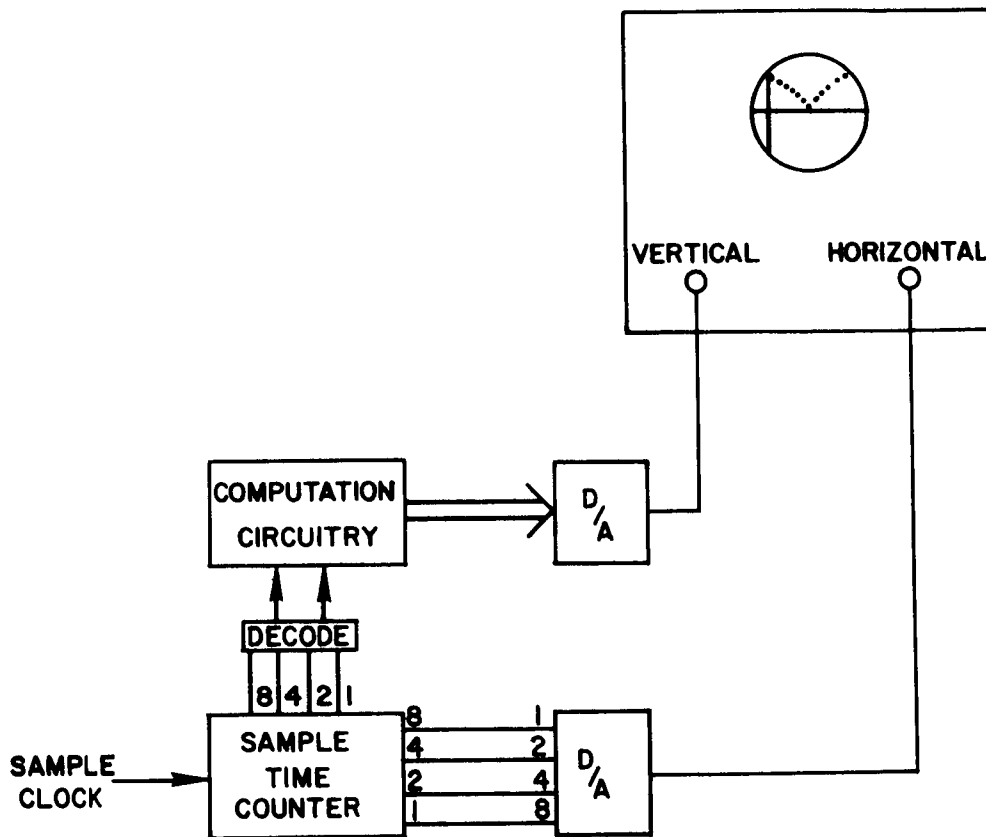 VERTICAL HORIZONTAL
COMPUTATION
CIRCUITRY
D/A
DECODE
8 4 2 1
SAMPLE
TIME
COUNTER
SAMPLE
CLOCK
8 1
4 2
2 4
1 8
D/A